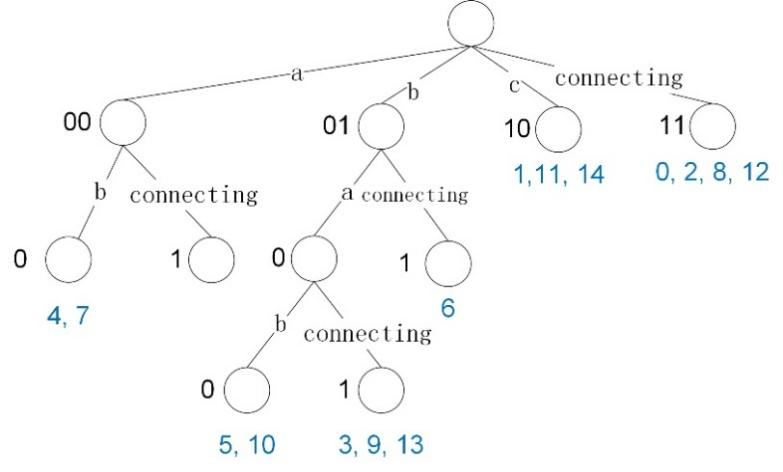 a b c connecting
00 01 10 11
1,11, 14 0, 2, 8, 12
b connecting a connecting
0 1 0 1
4, 7 6
b connecting
0 1
5, 10 3, 9, 13